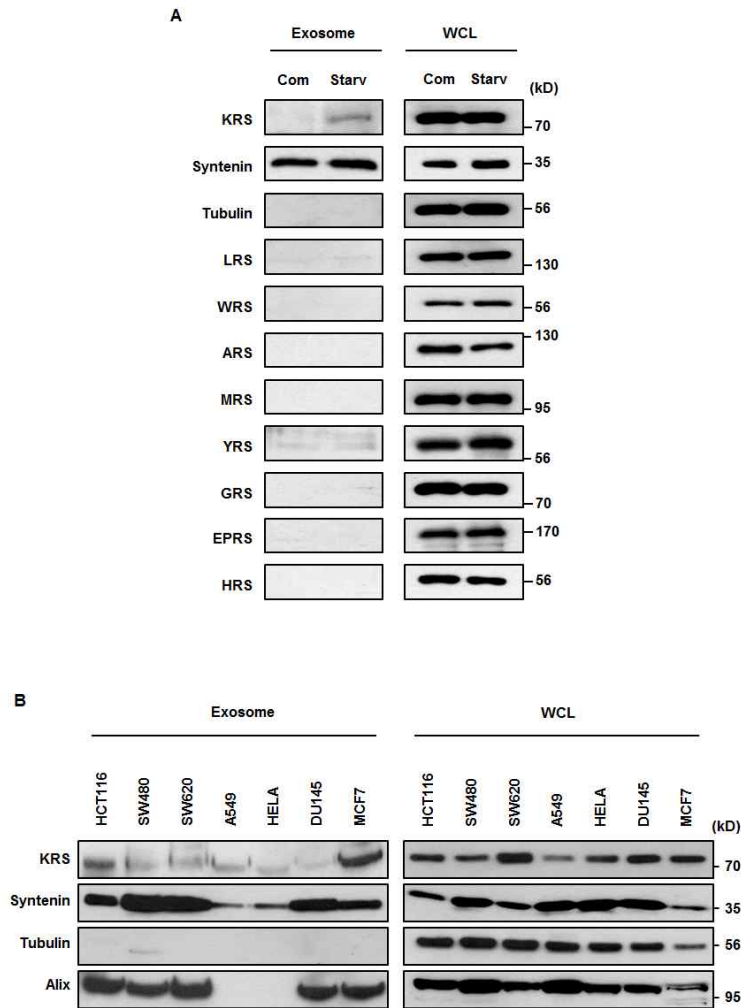 A
Exosome WCL
Com Starv Com Starv (kD)
KRS 70
Syntenin 35
Tubulin 56
LRS 130
WRS 56
ARS 130
MRS 95
YRS 56
GRS 70
EPRS 170
HRS 56
B
Exosome WCL
HCT116 SW480 SW620 A549 HELA DU145 MCF7 HCT116 SW480 SW620 A549 HELA DU145 MCF7 (kD)
KRS 70
Syntenin 35
Tubulin 56
Alix 95